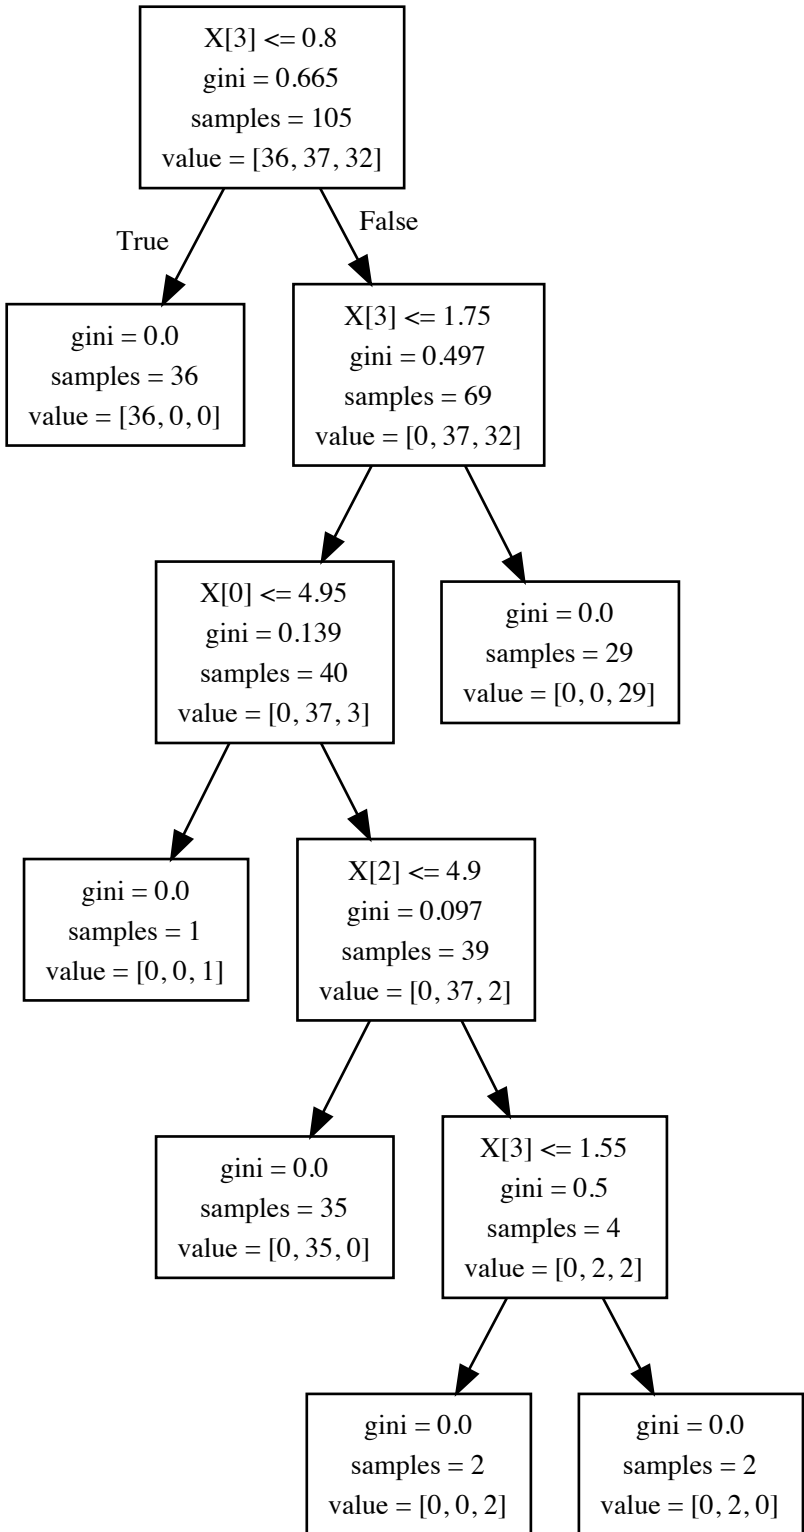 X[3] <= 0.8
gini = 0.665
samples = 105
value = [36, 37, 32]
True
False
gini = 0.0
samples = 36
value = [36, 0, 0]
X[3] <= 1.75
gini = 0.497
samples = 69
value = [0, 37, 32]
X[0] <= 4.95
gini = 0.139
samples = 40
value = [0, 37, 3]
gini = 0.0
samples = 29
value = [0, 0, 29]
gini = 0.0
samples = 1
value = [0, 0, 1]
X[2] <= 4.9
gini = 0.097
samples = 39
value = [0, 37, 2]
gini = 0.0
samples = 35
value = [0, 35, 0]
X[3] <= 1.55
gini = 0.5
samples = 4
value = [0, 2, 2]
gini = 0.0
samples = 2
value = [0, 0, 2]
gini = 0.0
samples = 2
value = [0, 2, 0]